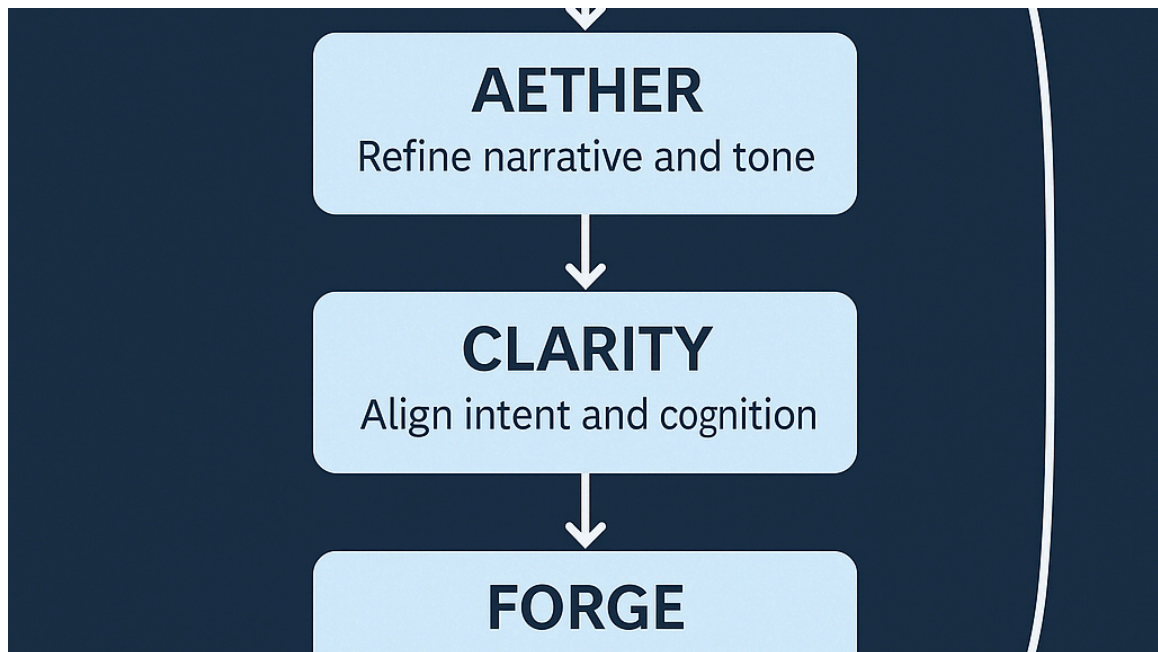 AETHER
Refine narrative and tone
CLARITY
Align intent and cognition
FORGE